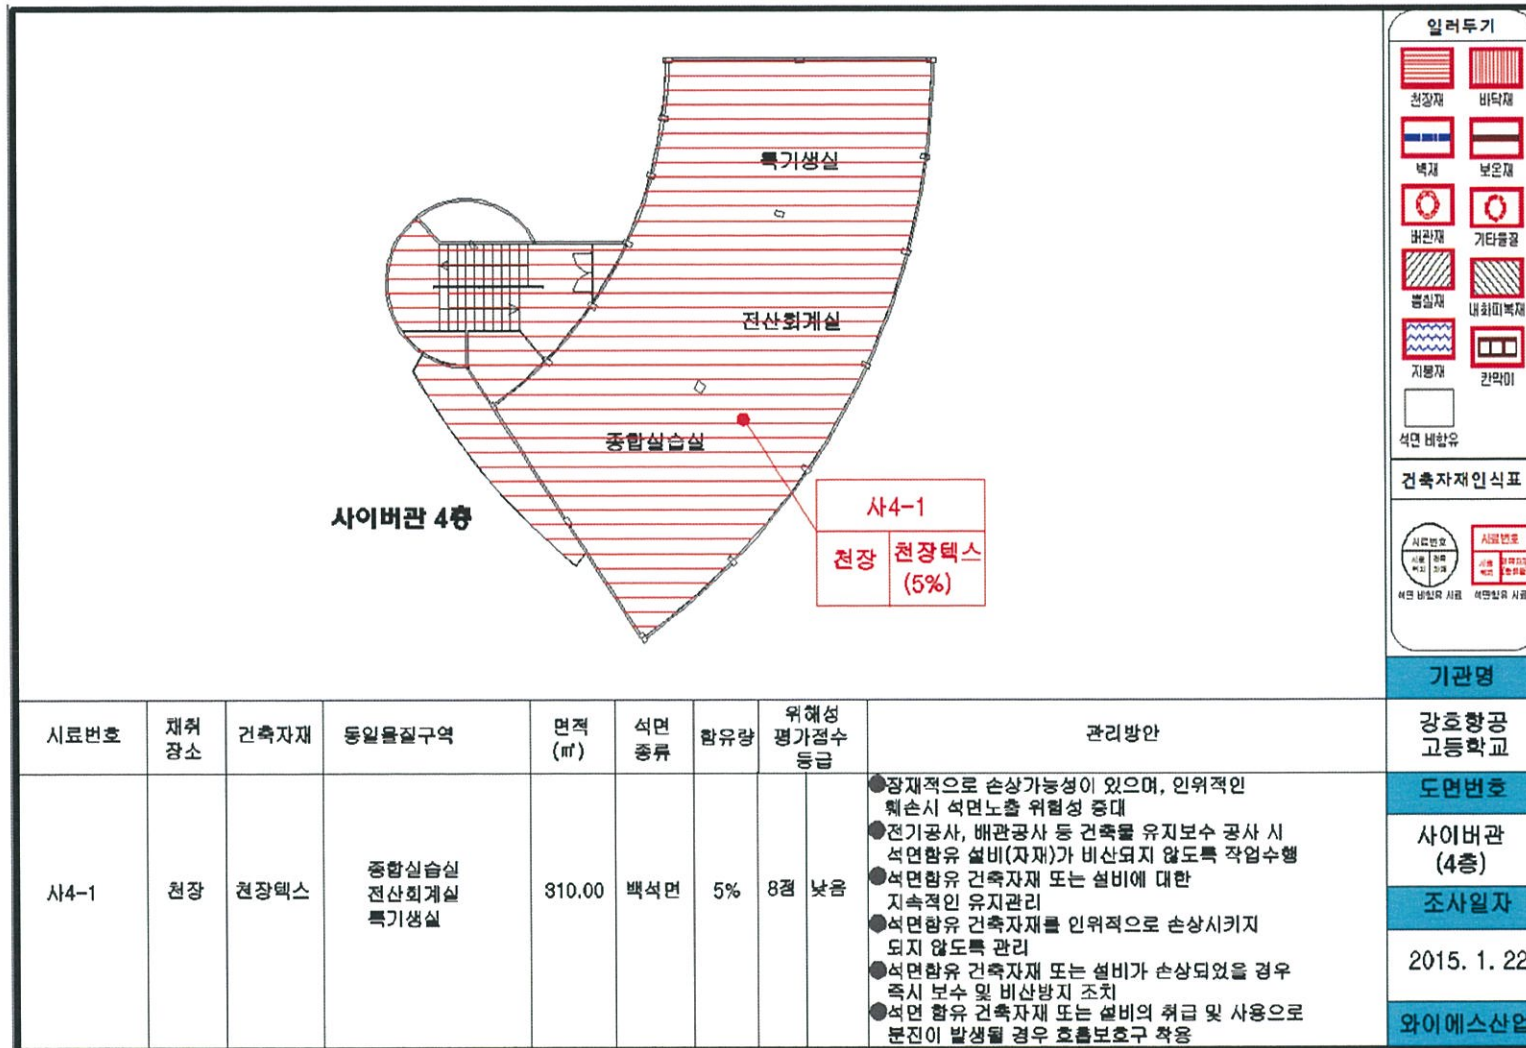 특기생실
전산회계실
종합실습실
사이버관 4층
사4-1
천장
천장텍스
(5%)
일러두기
천장재
바닥재
벽재
보온재
배관재
기타물질
뿜칠재
내화피복재
지붕재
칸막이
석면 비함유
건축자재인식표
시료번호
시료번호
석면 비함유 시료
석면함유 시료
기관명
강호항공
고등학교
도면번호
사이버관
(4층)
조사일자
2015. 1. 22
와이에스산업
시료번호
채취
장소
건축자재
동일물질구역
면적
(㎡)
석면
종류
함유량
위해성
평가점수
등급
관리방안
사4-1
천장
천장텍스
종합실습실
전산회계실
특기생실
310.00
백석면
5%
8점
낮음
●잠재적으로 손상가능성이 있으며, 인위적인
훼손시 석면노출 위험성 증대
●전기공사, 배관공사 등 건축물 유지보수 공사 시
석면함유 설비(자재)가 비산되지 않도록 작업수행
●석면함유 건축자재 또는 설비에 대한
지속적인 유지관리
●석면함유 건축자재를 인위적으로 손상시키지
되지 않도록 관리
●석면함유 건축자재 또는 설비가 손상되었을 경우
즉시 보수 및 비산방지 조치
●석면 함유 건축자재 또는 설비의 취급 및 사용으로
분진이 발생될 경우 호흡보호구 착용